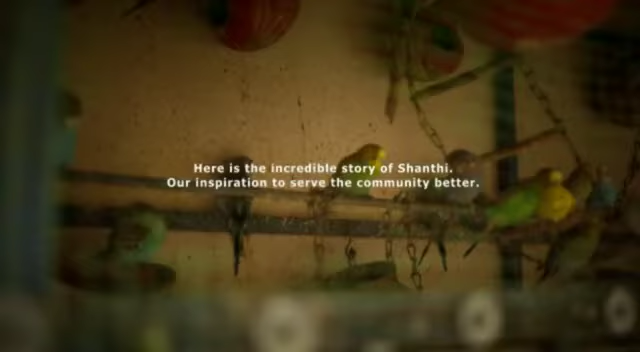 Here is the incredible story of Shanthi.
Our inspiration to serve the community better.